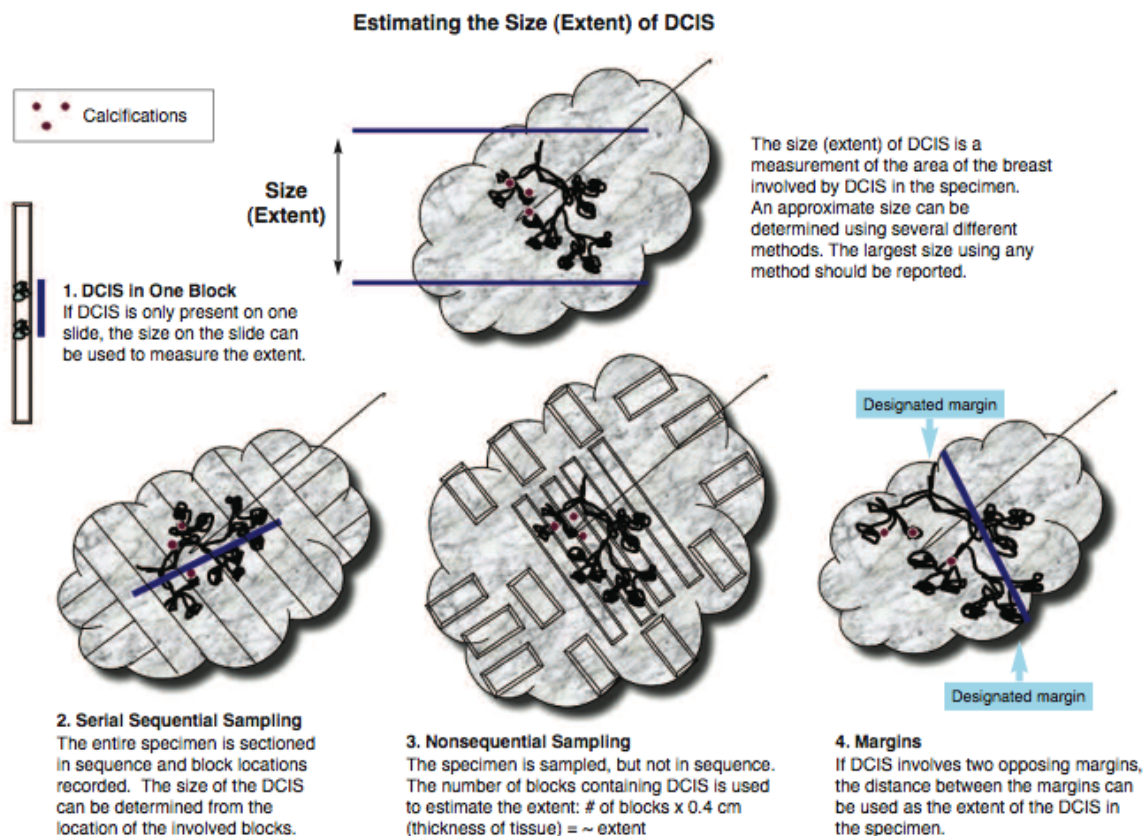 Estimating the Size (Extent) of DCIS
Calcifications
Size
(Extent)
The size (extent) of DCIS is a
measurement of the area of the breast
involved by DCIS in the specimen.
An approximate size can be
determined using several different
methods. The largest size using any
method should be reported.
1. DCIS in One Block
If DCIS is only present on one
slide, the size on the slide can
be used to measure the extent.
2. Serial Sequential Sampling
The entire specimen is sectioned
in sequence and block locations
recorded. The size of the DCIS
can be determined from the
location of the involved blocks.
3. Nonsequential Sampling
The specimen is sampled, but not in sequence.
The number of blocks containing DCIS is used
to estimate the extent: # of blocks x 0.4 cm
(thickness of tissue) = ~ extent
Designated margin
Designated margin
4. Margins
If DCIS involves two opposing margins,
the distance between the margins can
be used as the extent of the DCIS in
the specimen.